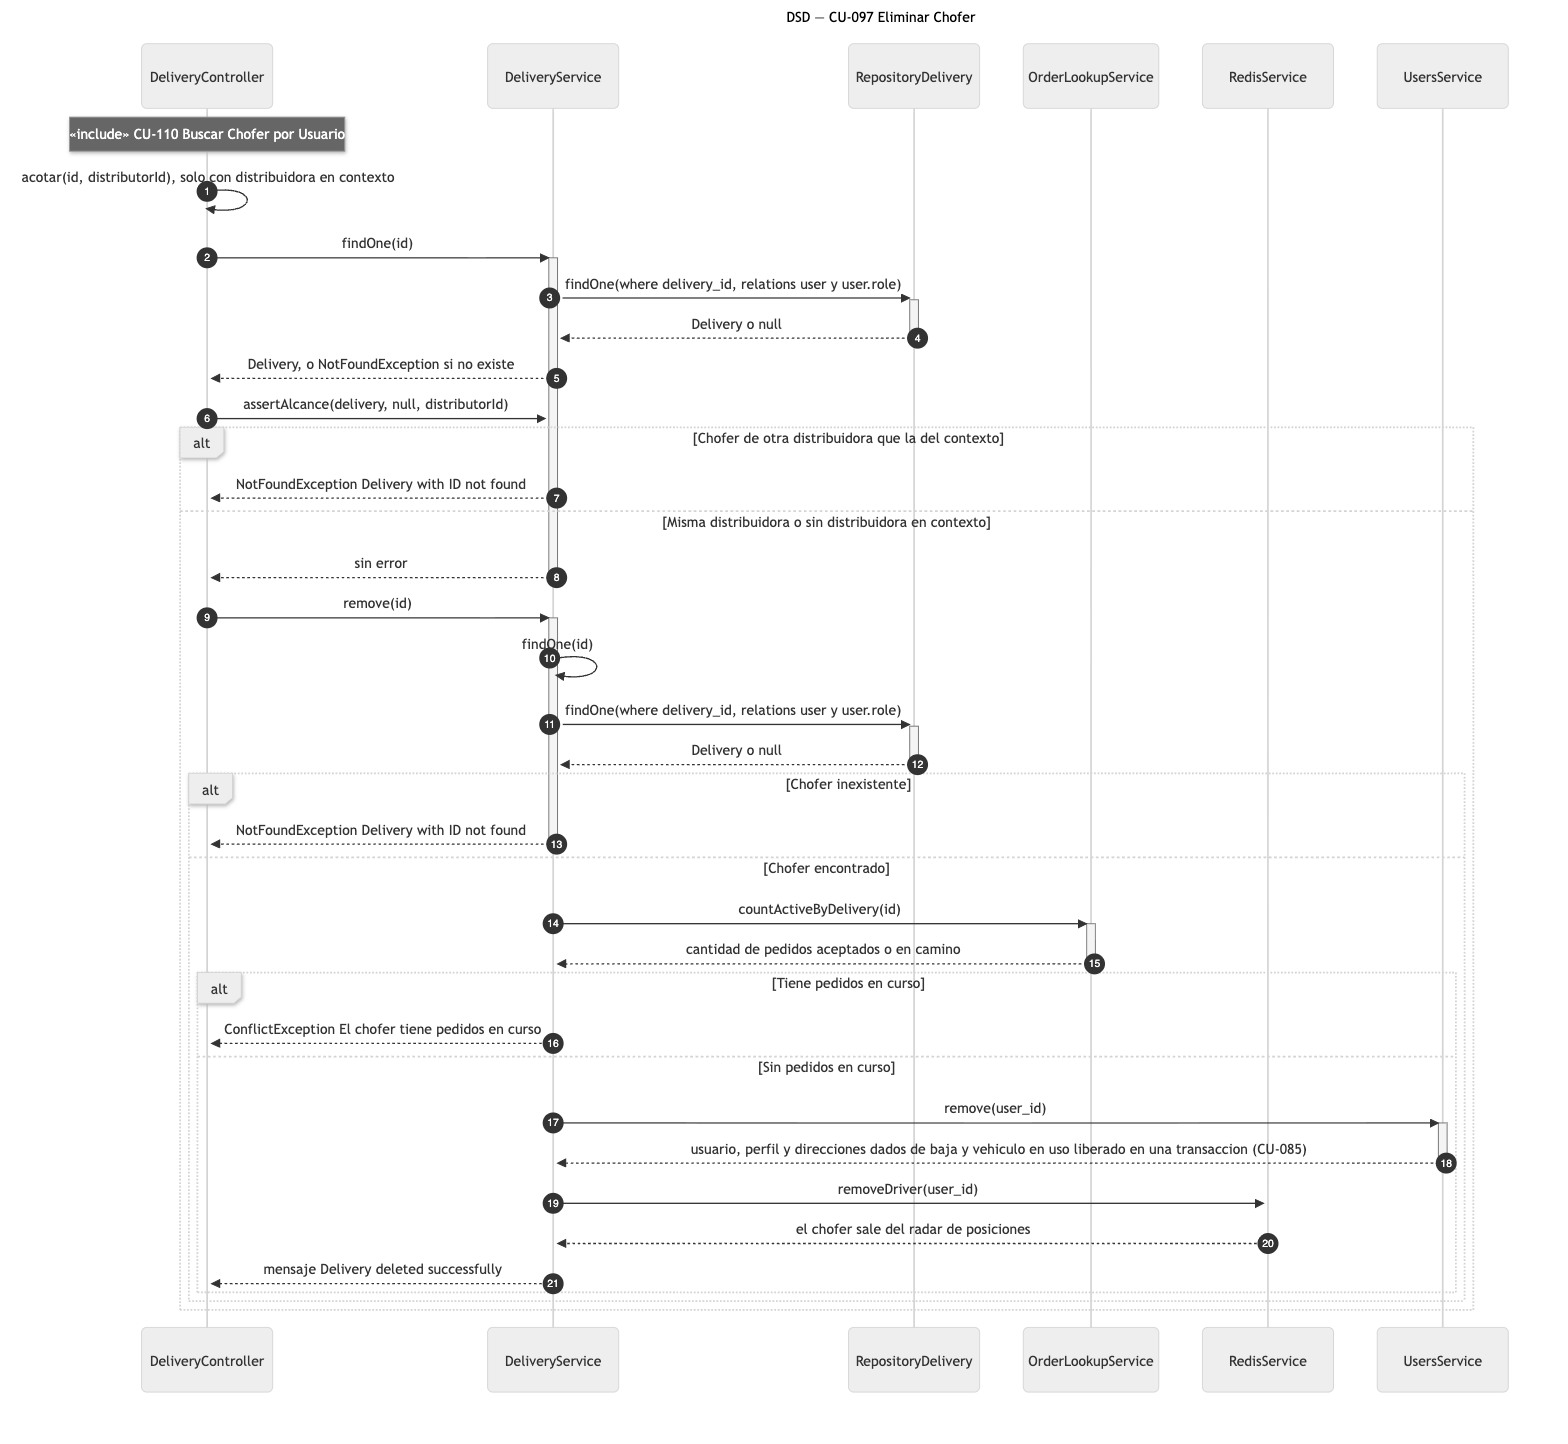 DSD — CU-097 Eliminar Chofer
DeliveryController
DeliveryService
RepositoryDelivery
OrderLookupService
RedisService
UsersService
«include» CU-110 Buscar Chofer por Usuario
acotar(id, distributorId), solo con distribuidora en contexto
1
findOne(id)
2
findOne(where delivery_id, relations user y user.role)
3
Delivery o null
4
Delivery, o NotFoundException si no existe
5
assertAlcance(delivery, null, distributorId)
6
alt
[Chofer de otra distribuidora que la del contexto]
NotFoundException Delivery with ID not found
7
[Misma distribuidora o sin distribuidora en contexto]
sin error
8
remove(id)
9
findOne(id)
10
findOne(where delivery_id, relations user y user.role)
11
Delivery o null
12
alt
[Chofer inexistente]
NotFoundException Delivery with ID not found
13
[Chofer encontrado]
countActiveByDelivery(id)
14
cantidad de pedidos aceptados o en camino
15
alt
[Tiene pedidos en curso]
ConflictException El chofer tiene pedidos en curso
16
[Sin pedidos en curso]
remove(user_id)
17
usuario, perfil y direcciones dados de baja y vehiculo en uso liberado en una transaccion (CU-085)
18
removeDriver(user_id)
19
el chofer sale del radar de posiciones
20
mensaje Delivery deleted successfully
21
DeliveryController
DeliveryService
RepositoryDelivery
OrderLookupService
RedisService
UsersService